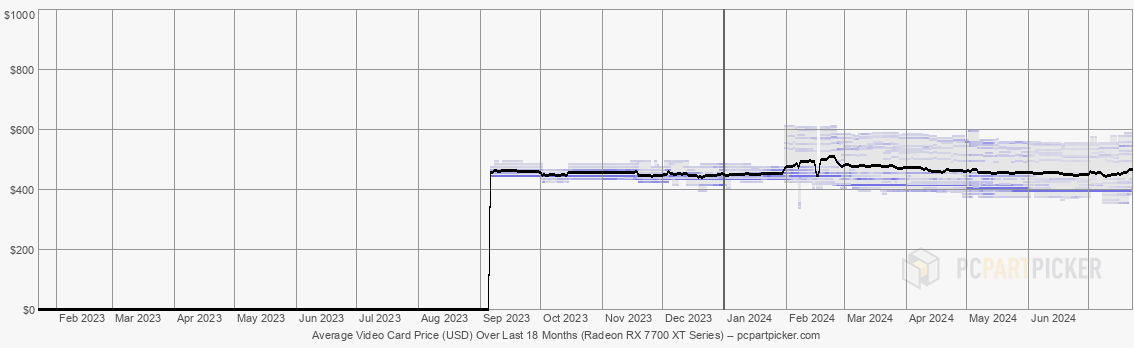 $1000
$800
$600
$400
$200
$0
PCPARTPICKER
Feb 2023 Mar 2023 Apr 2023 May 2023 Jun 2023 Jul 2023 Aug 2023 Sep 2023 Oct 2023 Nov 2023 Dec 2023 Jan 2024 Feb 2024 Mar 2024 Apr 2024 May 2024 Jun 2024
Average Video Card Price (USD) Over Last 18 Months (Radeon RX 7700 XT Series) -- pcpartpicker.com